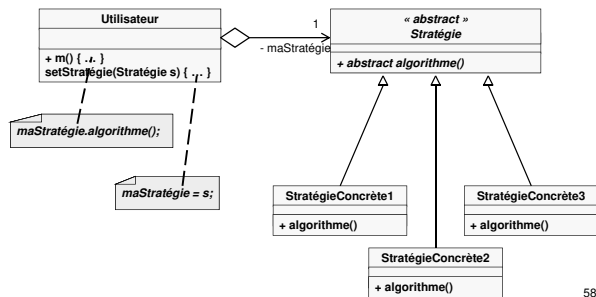 Utilisateur
+ m() { ... }
setStratégie(Stratégie s) { ... }
1
- maStratégie
« abstract »
Stratégie
+ abstract algorithme()
maStratégie.algorithme();
maStratégie = s;
StratégieConcrète1
+ algorithme()
StratégieConcrète3
+ algorithme()
StratégieConcrète2
+ algorithme()
58